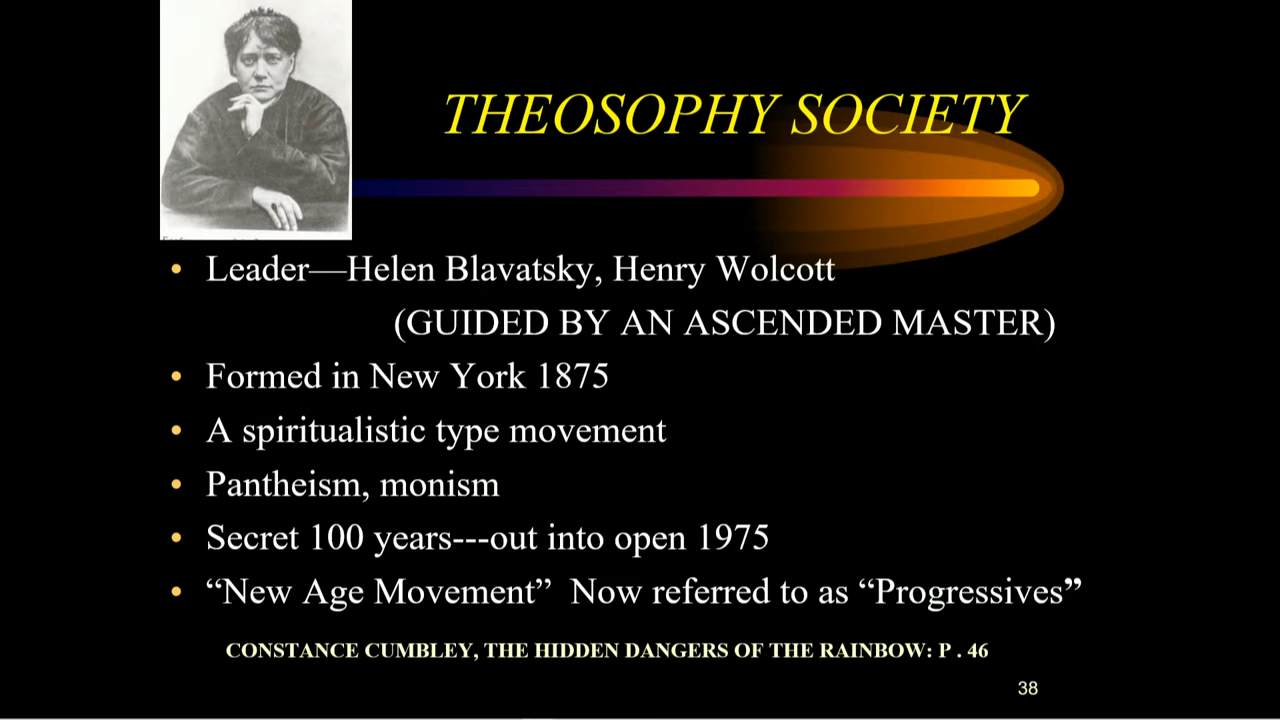 THEOSOPHY SOCIETY
• Leader—Helen Blavatsky, Henry Wolcott
(GUIDED BY AN ASCENDED MASTER)
• Formed in New York 1875
• A spiritualistic type movement
• Pantheism, monism
• Secret 100 years---out into open 1975
• “New Age Movement”  Now referred to as “Progressives”
CONSTANCE CUMBLEY, THE HIDDEN DANGERS OF THE RAINBOW: P . 46
38